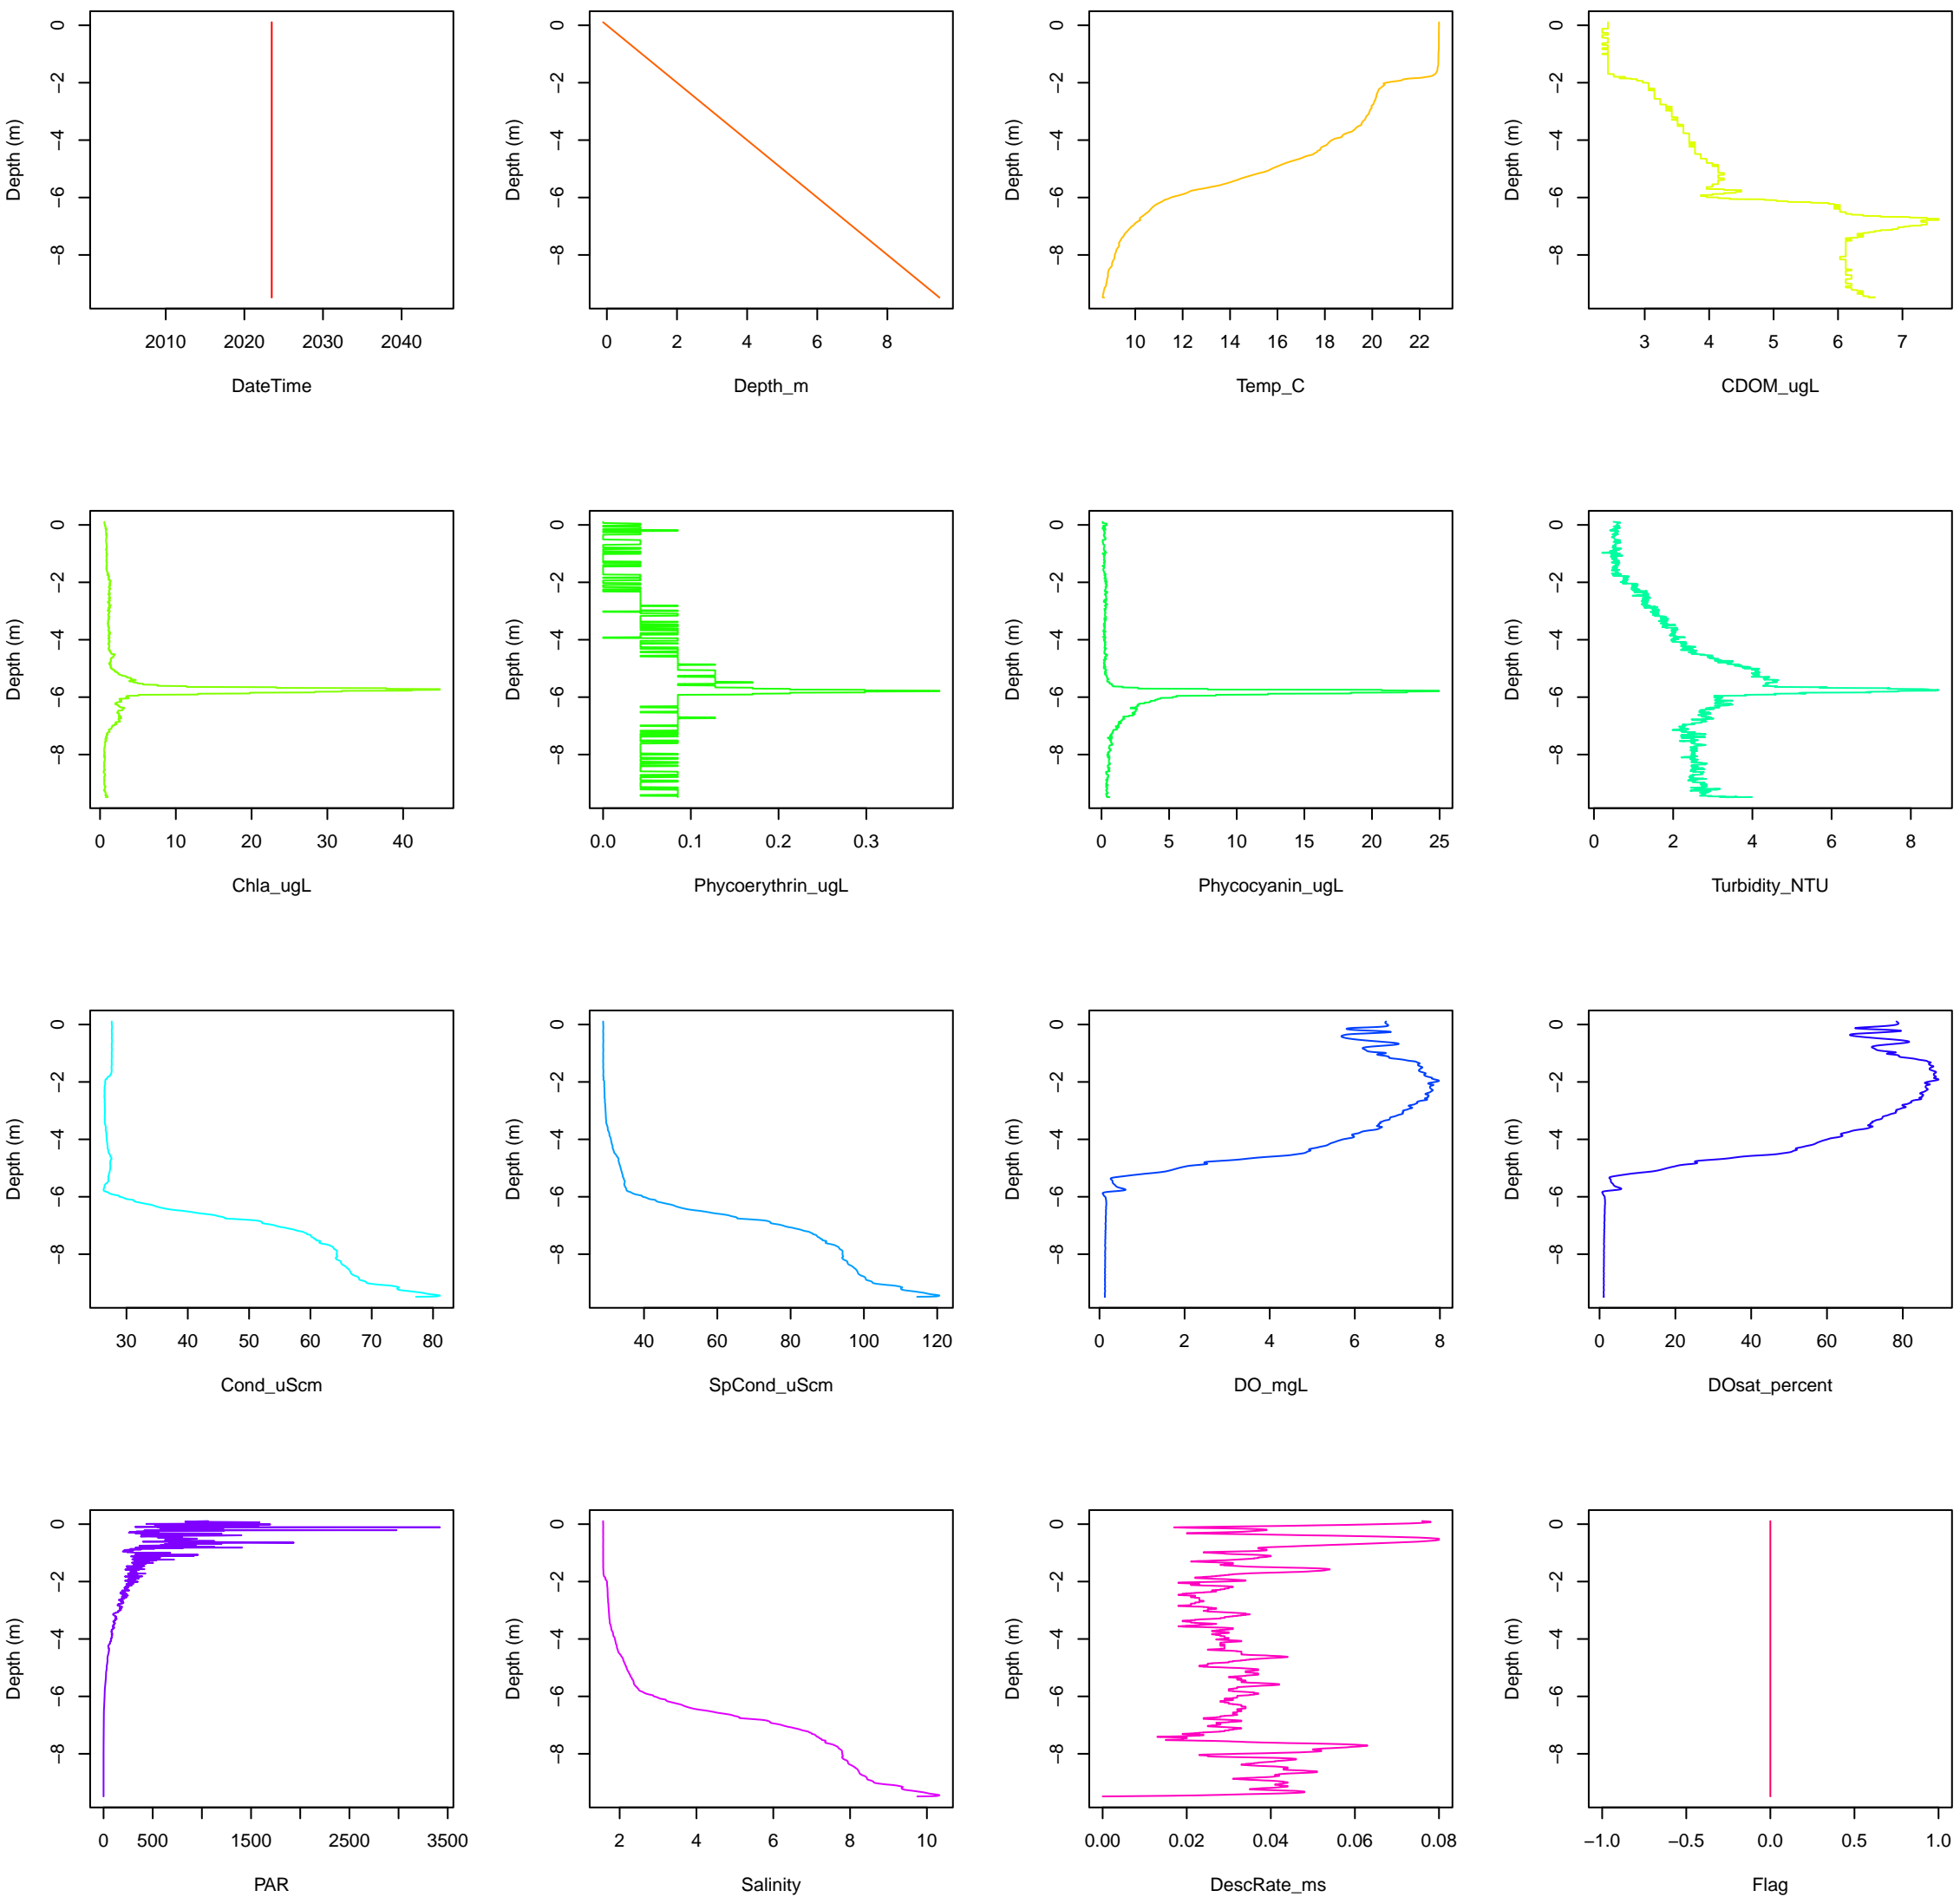 Depth (m)
0
−2
−4
−6
−8
2010 2020 2030 2040
DateTime
Depth (m)
0
−2
−4
−6
−8
0 2 4 6 8
Depth_m
Depth (m)
0
−2
−4
−6
−8
10 12 14 16 18 20 22
Temp_C
Depth (m)
0
−2
−4
−6
−8
3 4 5 6 7
CDOM_ugL
Depth (m)
0
−2
−4
−6
−8
0 10 20 30 40
Chla_ugL
Depth (m)
0
−2
−4
−6
−8
0.0 0.1 0.2 0.3
Phycoerythrin_ugL
Depth (m)
0
−2
−4
−6
−8
0 5 10 15 20 25
Phycocyanin_ugL
Depth (m)
0
−2
−4
−6
−8
0 2 4 6 8
Turbidity_NTU
Depth (m)
0
−2
−4
−6
−8
30 40 50 60 70 80
Cond_uScm
Depth (m)
0
−2
−4
−6
−8
40 60 80 100 120
SpCond_uScm
Depth (m)
0
−2
−4
−6
−8
0 2 4 6 8
DO_mgL
Depth (m)
0
−2
−4
−6
−8
0 20 40 60 80
DOsat_percent
Depth (m)
0
−2
−4
−6
−8
0 500 1500 2500 3500
PAR
Depth (m)
0
−2
−4
−6
−8
2 4 6 8 10
Salinity
Depth (m)
0
−2
−4
−6
−8
0.00 0.02 0.04 0.06 0.08
DescRate_ms
Depth (m)
0
−2
−4
−6
−8
−1.0 −0.5 0.0 0.5 1.0
Flag